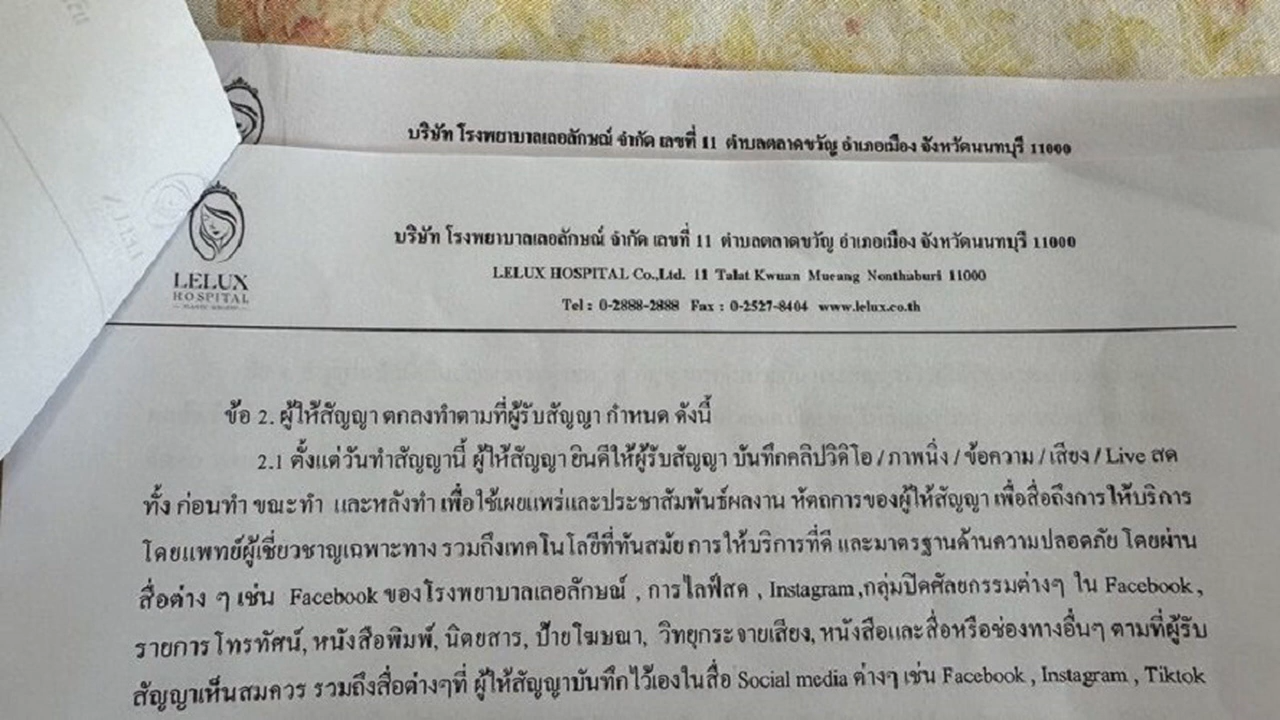 บริษัท โรงพยาบาลเลอลักษณ์ จำกัด เลขที่ 11 ตำบลตลาดขวัญ อำเภอเมือง จังหวัดนนทบุรี 11000
บริษัท โรงพยาบาลเลอลักษณ์ จำกัด เลขที่ 11 ตำบลตลาดขวัญ อำเภอเมือง จังหวัดนนทบุรี 11000
LELUX HOSPITAL Co.,Ltd. 11 Talat Kwuan Mueang Nonthaburi 11000
Tel : 0-2888-2888 Fax : 0-2527-8404 www.lelux.co.th
LELUX
HOSPITAL
ข้อ 2. ผู้ให้สัญญา ตกลงทำตามที่ผู้รับสัญญา กำหนด ดังนี้
2.1 ตั้งแต่วันทำสัญญานี้ ผู้ให้สัญญา ยินดีให้ผู้รับสัญญา บันทึกคลิปวิดิโอ / ภาพนิ่ง / ข้อความ / เสียง / Live สด
ทั้ง ก่อนทำ ขณะทำ และหลังทำ เพื่อใช้เผยแพร่และประชาสัมพันธ์ผลงาน หัตถการของผู้ให้สัญญา เพื่อสื่อถึงการให้บริการ
โดยแพทย์ผู้เชี่ยวชาญเฉพาะทาง รวมถึงเทคโนโลยีที่ทันสมัย การให้บริการที่ดี และมาตรฐานด้านความปลอดภัย โดยผ่าน
สื่อต่าง ๆ เช่น Facebook ของโรงพยาบาลเลอลักษณ์ , การไลฟ์สด , Instagram ,กลุ่มปิดศัลยกรรมต่างๆ ใน Facebook ,
รายการโทรทัศน์, หนังสือพิมพ์, นิตยสาร, ป้ายโฆษณา, วิทยุกระจายเสียง, หนังสือและสื่อหรือช่องทางอื่นๆ ตามที่ผู้รับ
สัญญาเห็นสมควร รวมถึงสื่อต่างๆที่ ผู้ให้สัญญาบันทึกไว้เองในสื่อ Social media ต่างๆ เช่น Facebook , Instagram , Tiktok